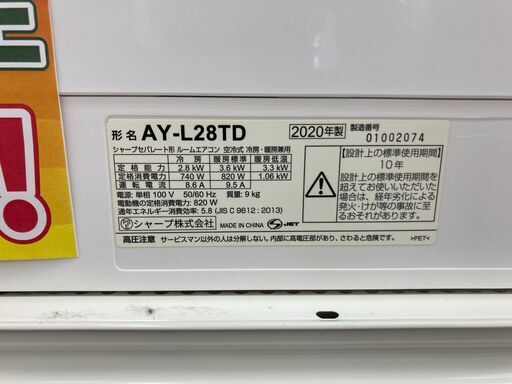 形名 AY-L28TD 2020年製 製造番号 01002074
シャープセパレート形 ルームエアコン 空冷式 冷房・暖房兼用
冷房 暖房標準 暖房低温
定格能力 2.8 kW 3.6 kW 3.3 kW
定格消費電力 740 W 820 W 1.06 kW
運転電流 8.6 A 9.5 A
電源: 単相 100 V 50/60 Hz 質量: 9 kg
電動機の定格消費電力: 820 W
通年エネルギー消費効率: 5.8 (JIS C 9612 : 2013)
シャープ株式会社 MADE IN CHINA S JET
【設計上の標準使用期間】
10年
設計上の標準使用期間を
超えてお使いいただいた
場合は、経年劣化による
発火・けが等の事故に至
るおそれがあります。
高圧注意 サービスマン以外の人は分解しないで。内部に高電圧部があり、さわると危険です。
>PET<
!